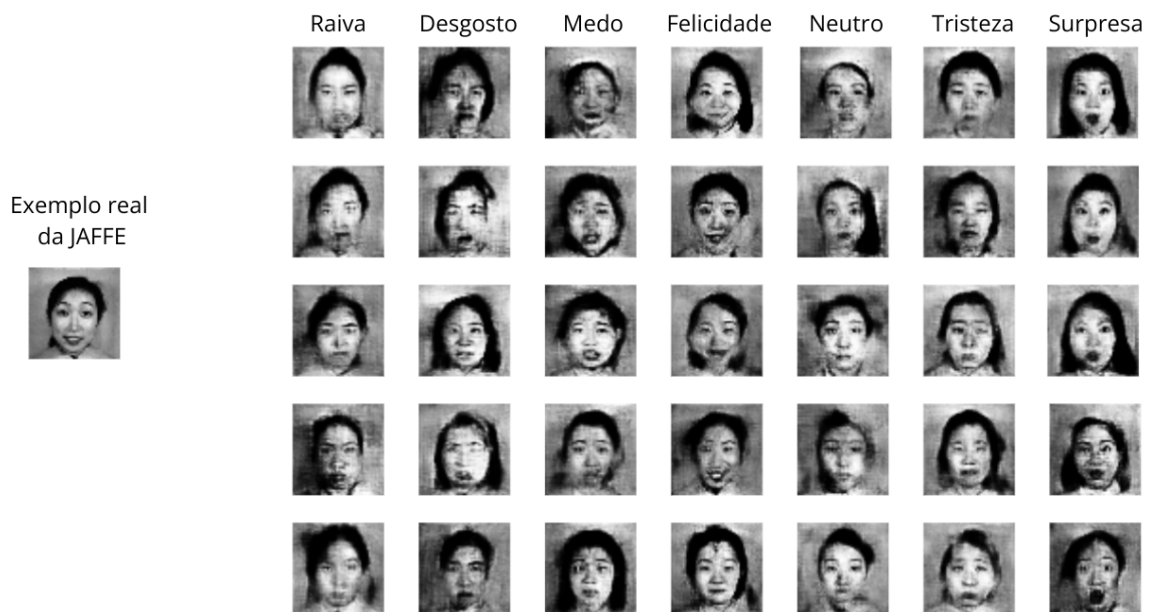 Raiva Desgosto Medo Felicidade Neutro Tristeza Surpresa
Exemplo real
da JAFFE